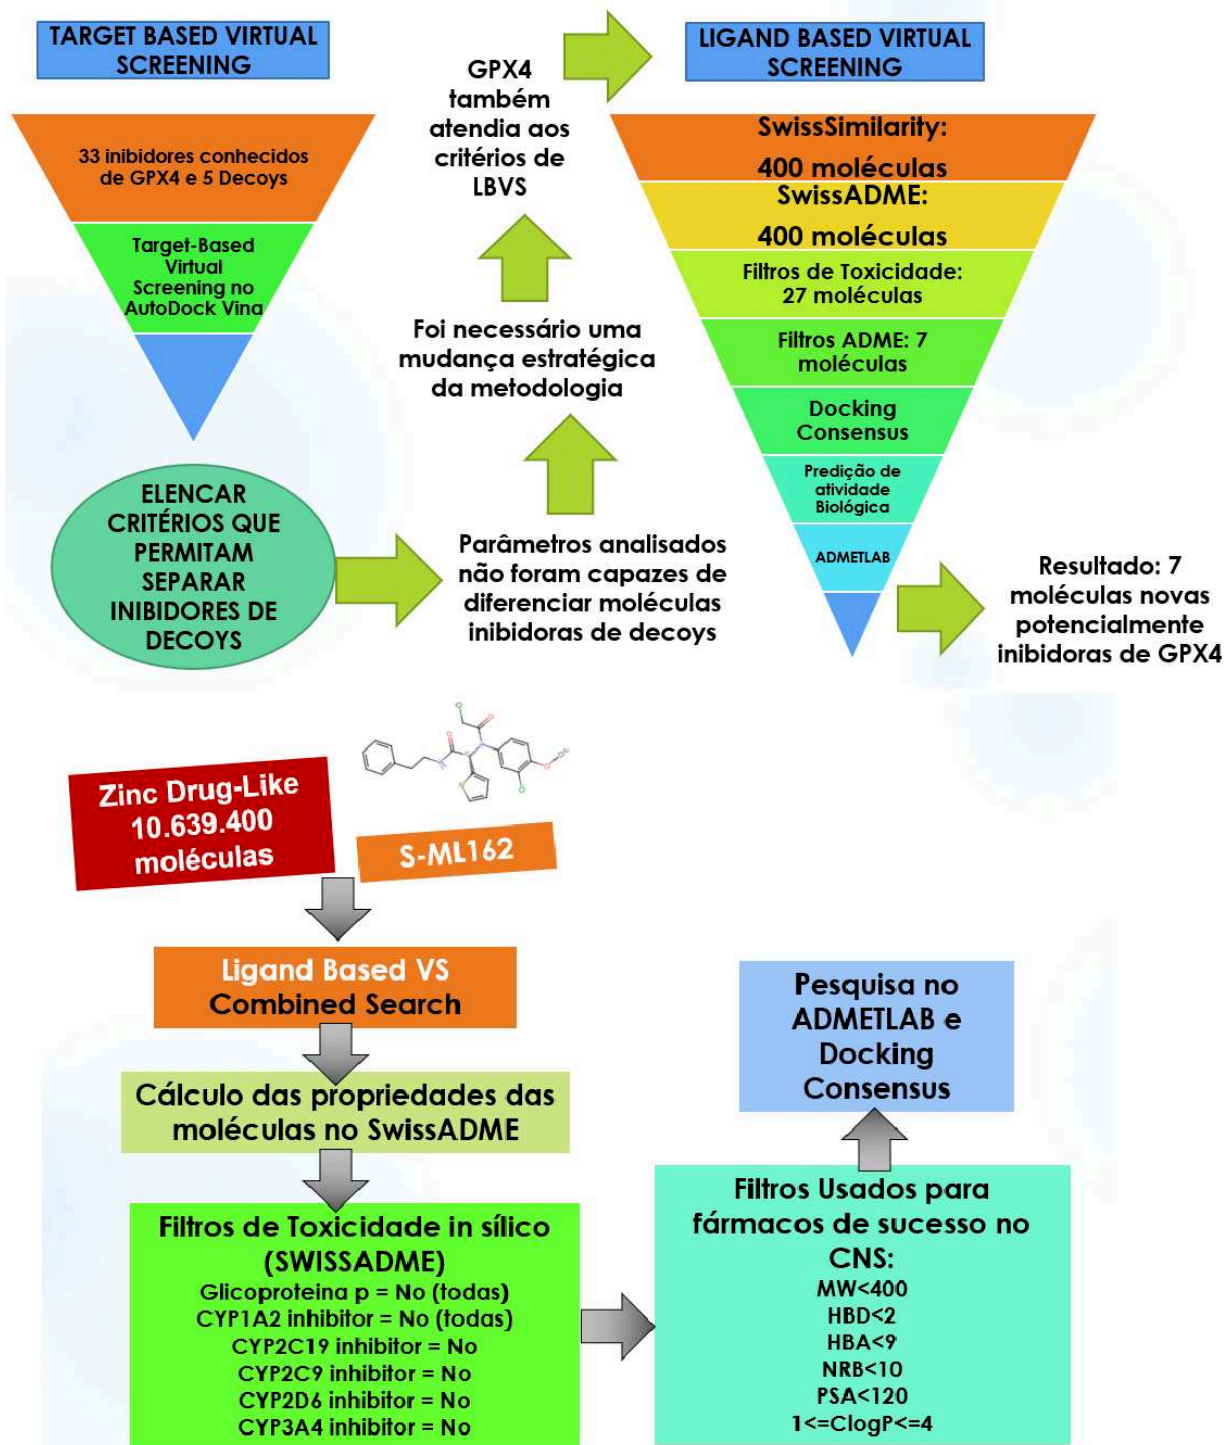 TARGET BASED VIRTUAL
SCREENING
33 inibidores conhecidos
de GPX4 e 5 Decoys
Target-Based
Virtual
Screening no
AutoDock Vina
ELENCAR
CRITÉRIOS QUE
PERMITAM
SEPARAR
INIBIDORES DE
DECOYS
Parâmetros analisados
não foram capazes de
diferenciar moléculas
inibidoras de decoys
Foi necessário uma
mudança estratégica
da metodologia
GPX4
também
atendia aos
critérios de
LBVS
LIGAND BASED VIRTUAL
SCREENING
SwissSimilarity:
400 moléculas
SwissADME:
400 moléculas
Filtros de Toxicidade:
27 moléculas
Filtros ADME: 7
moléculas
Docking
Consensus
Predição de
atividade
Biológica
ADMETLAB
Resultado: 7
moléculas novas
potencialmente
inibidoras de GPX4
Zinc Drug-Like
10.639.400
moléculas
S-ML162
Ligand Based VS
Combined Search
Cálculo das propriedades das
moléculas no SwissADME
Filtros de Toxicidade in sílico
(SWISSADME)
Glicoproteina p = No (todas)
CYP1A2 inhibitor = No (todas)
CYP2C19 inhibitor = No
CYP2C9 inhibitor = No
CYP2D6 inhibitor = No
CYP3A4 inhibitor = No
Filtros Usados para
fármacos de sucesso no
CNS:
MW<400
HBD<2
HBA<9
NRB<10
PSA<120
1<=ClogP<=4
Pesquisa no
ADMETLAB e
Docking
Consensus